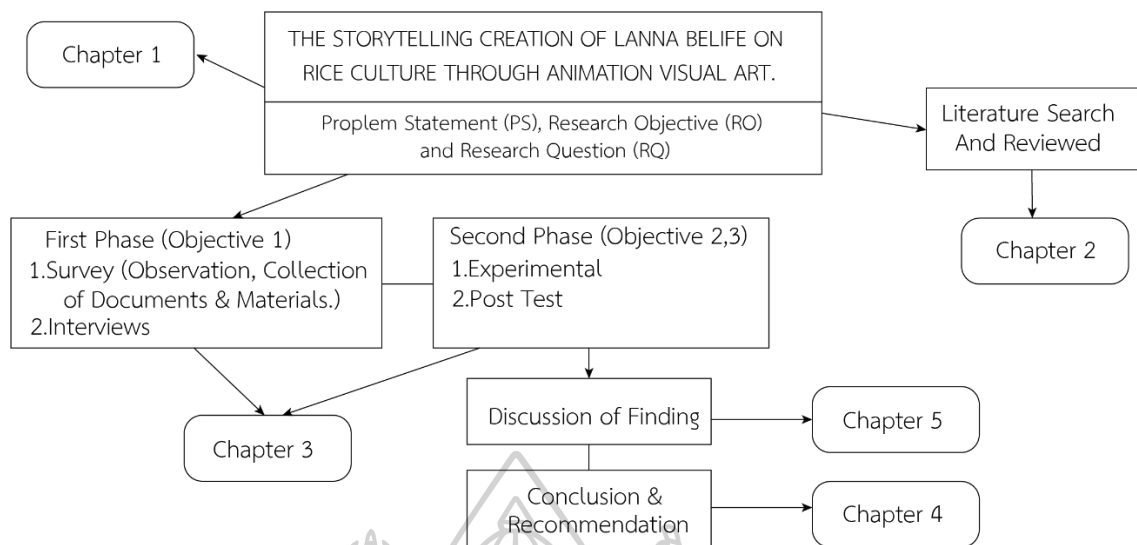 Chapter 1
THE STORYTELLING CREATION OF LANNA BELIFE ON
RICE CULTURE THROUGH ANIMATION VISUAL ART.
Proplem Statement (PS), Research Objective (RO)
and Research Question (RQ)
Literature Search
And Reviewed
Chapter 2
First Phase (Objective 1)
1.Survey (Observation, Collection
of Documents & Materials.)
2.Interviews
Second Phase (Objective 2,3)
1.Experimental
2.Post Test
Chapter 3
Discussion of Finding
Chapter 5
Conclusion &
Recommendation
Chapter 4